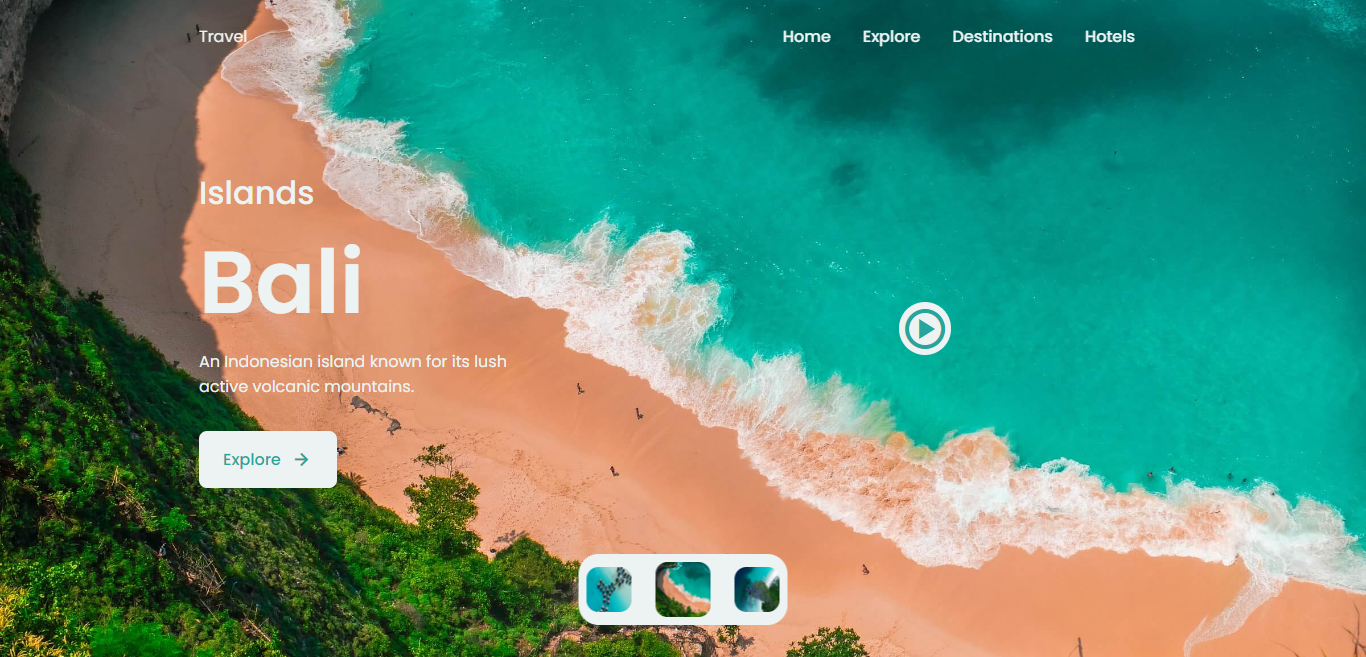 Travel
Home Explore Destinations Hotels
Islands
Bali
An Indonesian island known for its lush
active volcanic mountains.
Explore